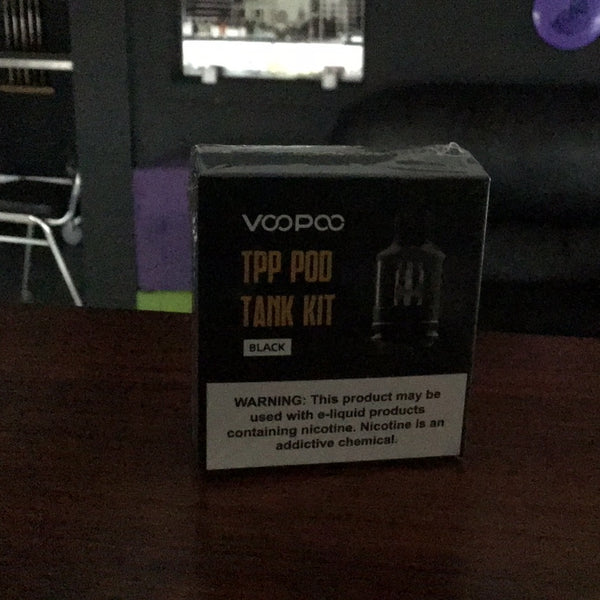 VOOPOO
TPP POD
TANK KIT
BLACK
WARNING: This product may be
used with e-liquid products
containing nicotine. Nicotine is an
addictive chemical.